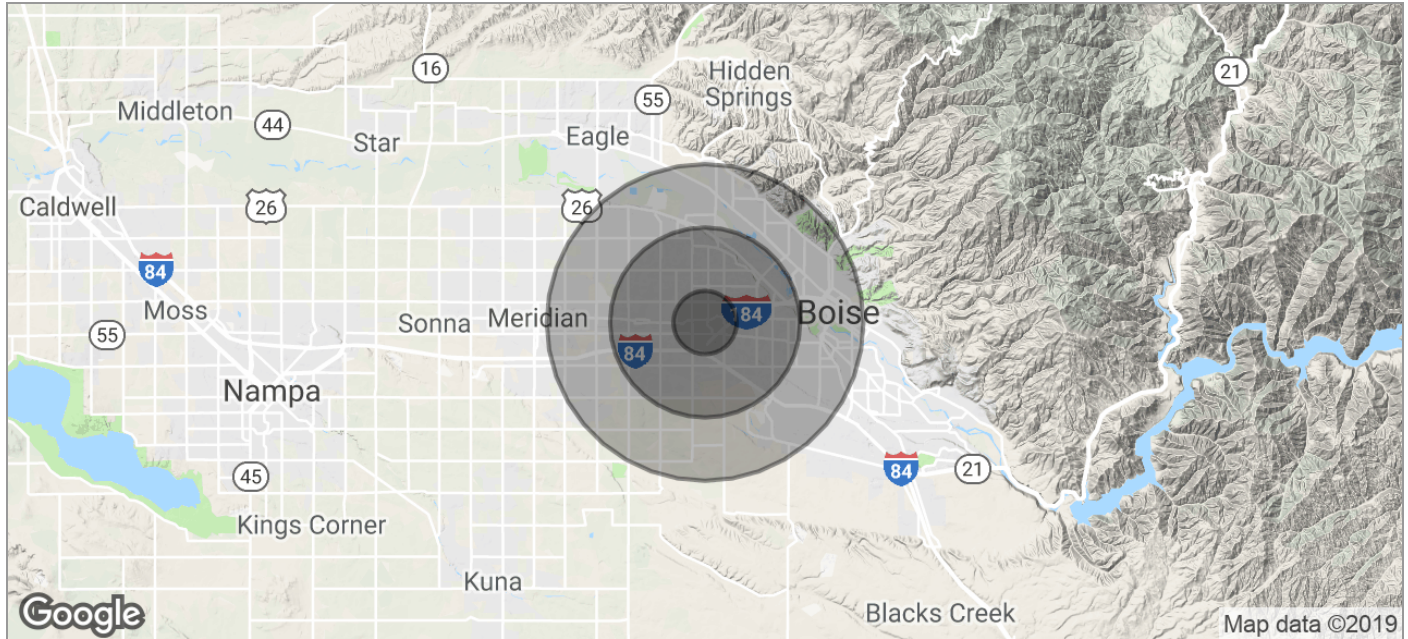 16
21
Hidden
Springs
55
Middleton
44
Star
Eagle
Caldwell
26
26
84
Moss
55
Sonna
Meridian
184
Boise
84
Nampa
45
84
21
Kings Corner
Kuna
Blacks Creek
Google
Map data ©2019